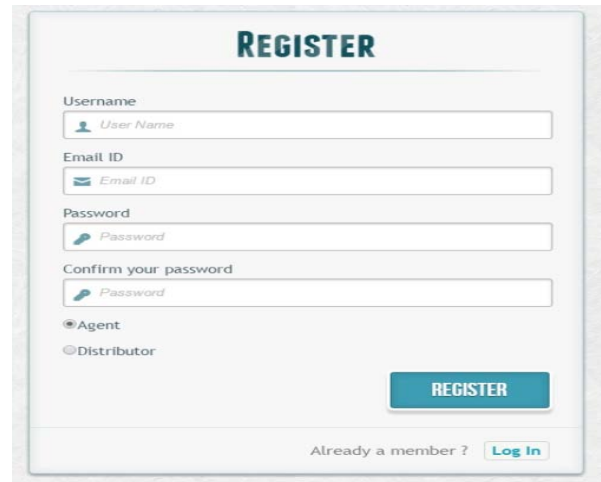 REGISTER
Username
User Name
Email ID
Email ID
Password
Password
Confirm your password
Password
Agent
Distributor
REGISTER
Already a member ? Log In